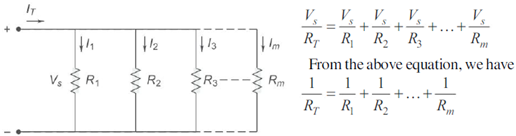 I_T
+
I_1 I_2 I_3 I_m
V_s R_1 R_2 R_3 R_m
−
V_s/R_T = V_s/R_1 + V_s/R_2 + V_s/R_3 + ... + V_s/R_m
From the above equation, we have
1/R_T = 1/R_1 + 1/R_2 + ... + 1/R_m